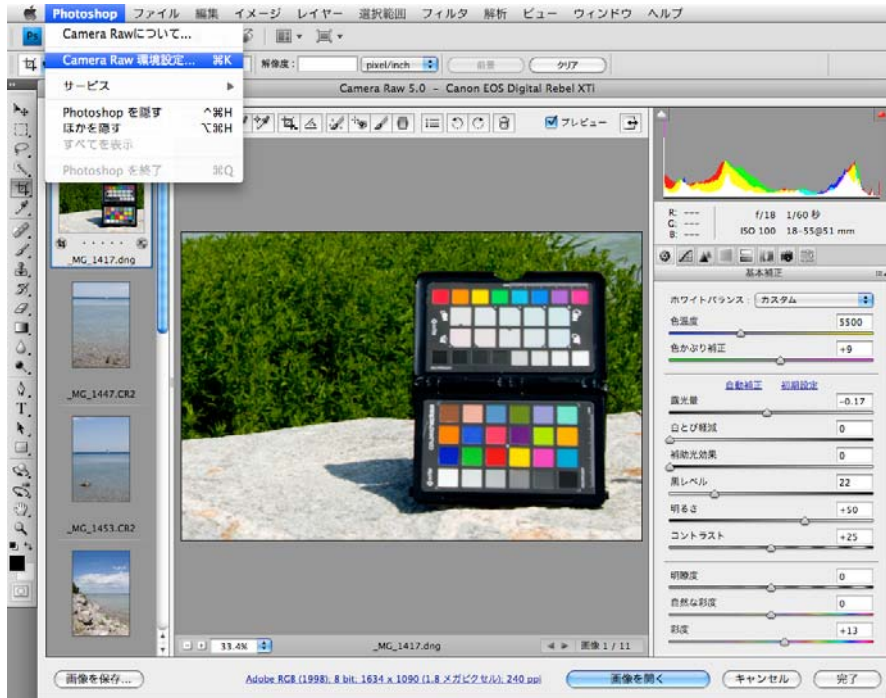 Photoshop ファイル 編集 イメージ レイヤー 選択範囲 フィルタ 解析 ビュー ウィンドウ ヘルプ
Ps
Camera Rawについて...
Camera Raw 環境設定... ⌘K
サービス ▶
Photoshop を隠す ^⌘H
ほかを隠す ⌥⌘H
すべてを表示
Photoshop を終了 ⌘Q
解像度: pixel/inch 前景 クリア
Camera Raw 5.0 – Canon EOS Digital Rebel XTi
プレビュー
R: ---
G: ---
B: ---
f/18 1/60 秒
ISO 100 18-55@51 mm
基本補正
ホワイトバランス: カスタム
色温度 5500
色かぶり補正 +9
自動補正 初期設定
露光量 -0.17
白とび軽減 0
補助光効果 0
黒レベル 22
明るさ +50
コントラスト +25
明瞭度 0
自然な彩度 0
彩度 +13
_MG_1417.dng
_MG_1447.CR2
_MG_1453.CR2
33.4% _MG_1417.dng 画像 1 / 11
画像を保存... Adobe RGB (1998); 8 bit; 1634 x 1090 (1.8 メガピクセル); 240 ppi 画像を開く キャンセル 完了